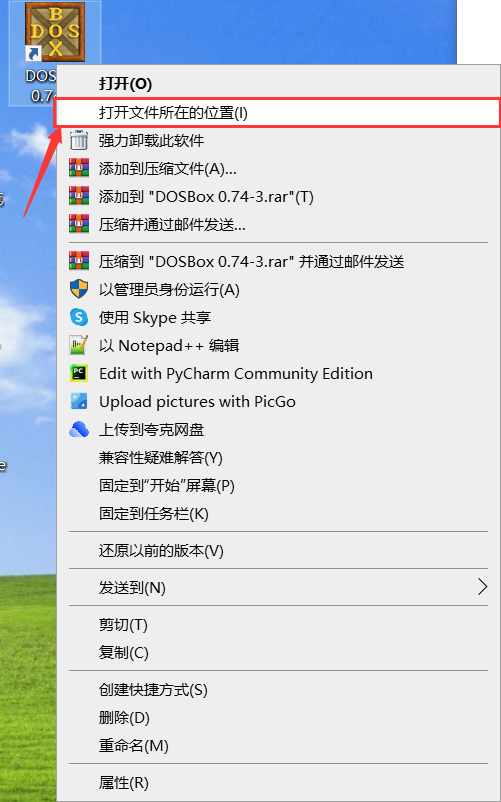 BOX
DOS
DOS
0.7
打开(O)
打开文件所在的位置(I)
强力卸载此软件
添加到压缩文件(A)...
添加到 "DOSBox 0.74-3.rar"(T)
压缩并通过邮件发送...
压缩到 "DOSBox 0.74-3.rar" 并通过邮件发送
以管理员身份运行(A)
S 使用 Skype 共享
以 Notepad++ 编辑
PC Edit with PyCharm Community Edition
Upload pictures with PicGo
上传到夸克网盘
兼容性疑难解答(Y)
固定到“开始”屏幕(P)
固定到任务栏(K)
还原以前的版本(V)
发送到(N)
剪切(T)
复制(C)
创建快捷方式(S)
删除(D)
重命名(M)
属性(R)